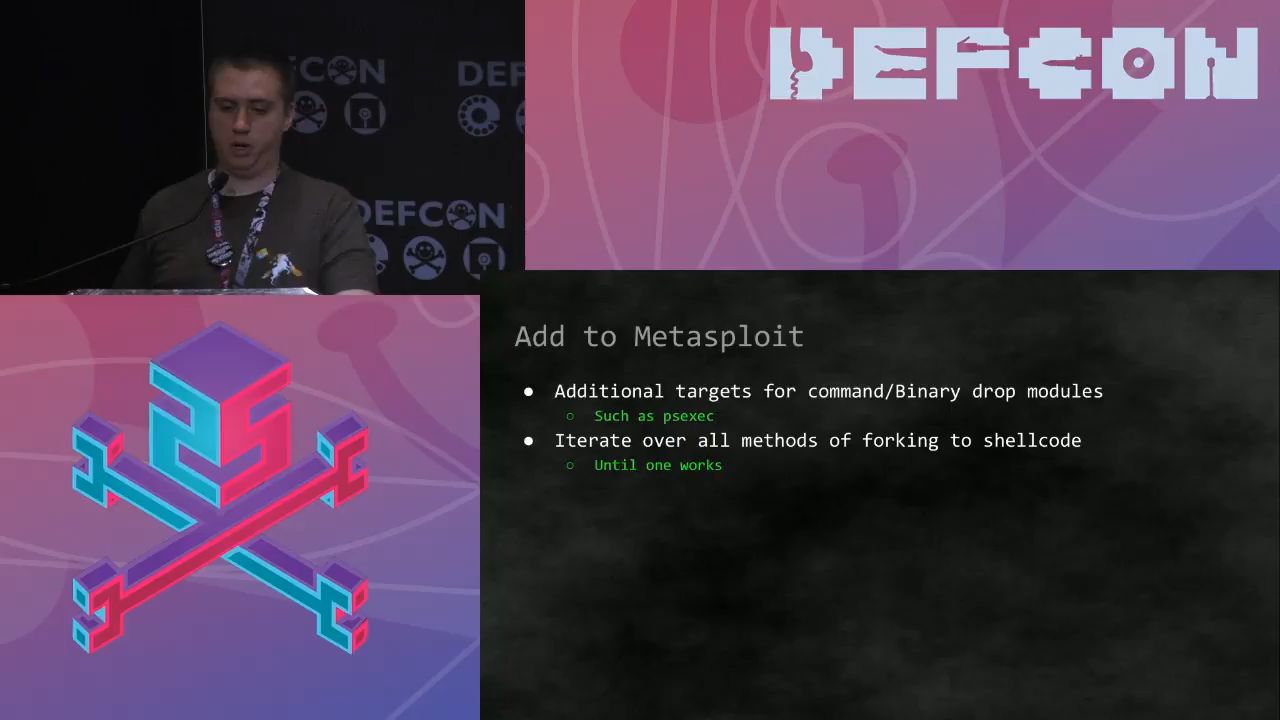 DEFCON
DEF
DEFCON
DEFCON
Add to Metasploit
● Additional targets for command/Binary drop modules
○ Such as psexec
● Iterate over all methods of forking to shellcode
○ Until one works